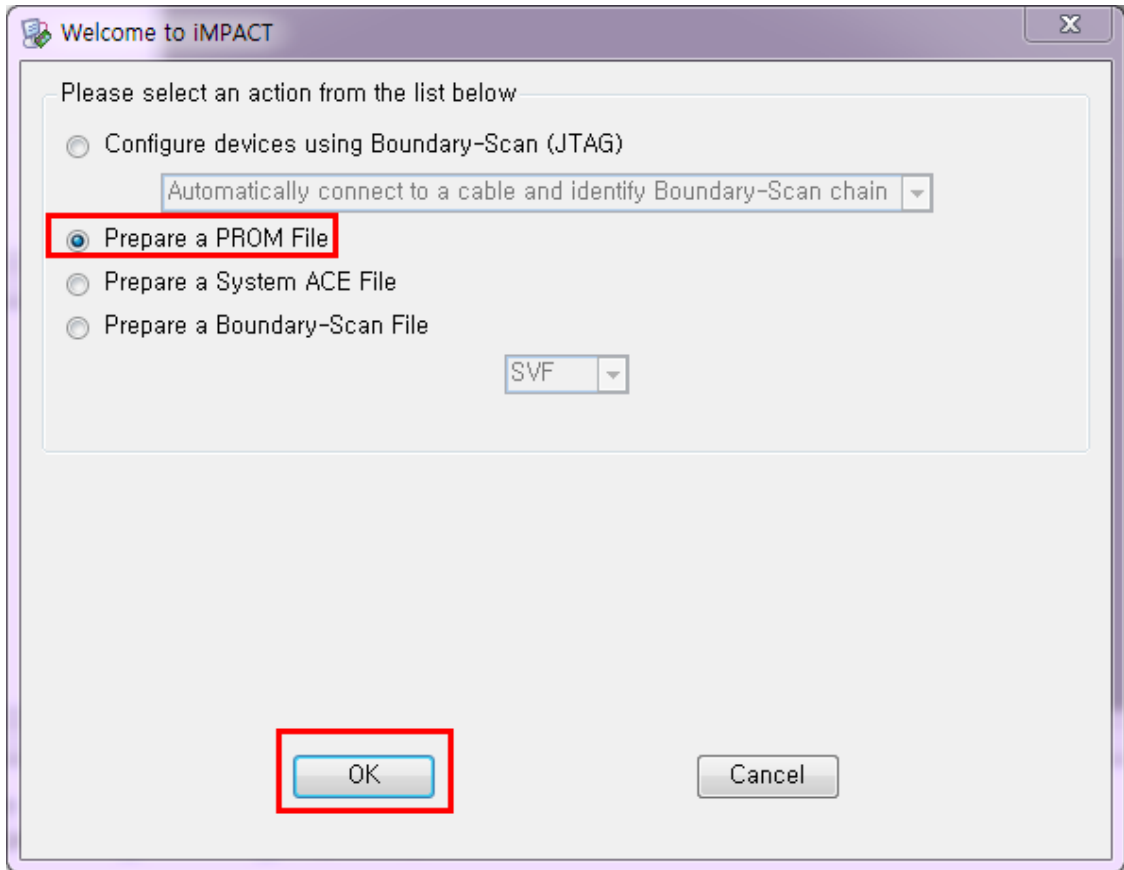 Welcome to iMPACT
Please select an action from the list below
Configure devices using Boundary-Scan (JTAG)
Automatically connect to a cable and identify Boundary-Scan chain
Prepare a PROM File
Prepare a System ACE File
Prepare a Boundary-Scan File
SVF
OK Cancel